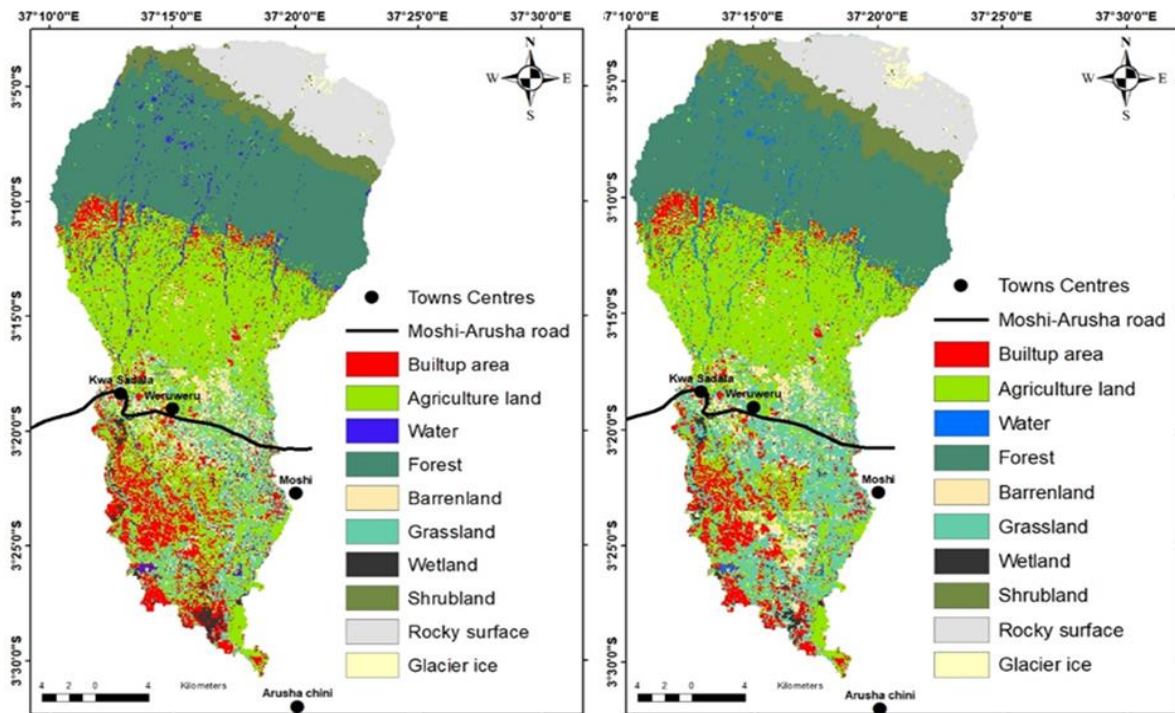 37°10'0"E 37°15'0"E 37°20'0"E 37°25'0"E 37°30'0"E
N
W E
S
3°5'0"S
3°10'0"S
3°15'0"S
3°20'0"S
3°25'0"S
3°30'0"S
Towns Centres
Moshi-Arusha road
Builtup area
Agriculture land
Water
Forest
Barrenland
Grassland
Wetland
Shrubland
Rocky surface
Glacier ice
Kwa Sadala
Weruweru
Moshi
Arusha chini
4 2 0 4
Kilometers
37°10'0"E 37°15'0"E 37°20'0"E 37°25'0"E 37°30'0"E
N
W E
S
3°5'0"S
3°10'0"S
3°15'0"S
3°20'0"S
3°25'0"S
3°30'0"S
Towns Centres
Moshi-Arusha road
Builtup area
Agriculture land
Water
Forest
Barrenland
Grassland
Wetland
Shrubland
Rocky surface
Glacier ice
Kwa Sadala
Weruweru
Moshi
Arusha chini
4 2 0 4
Kilometers